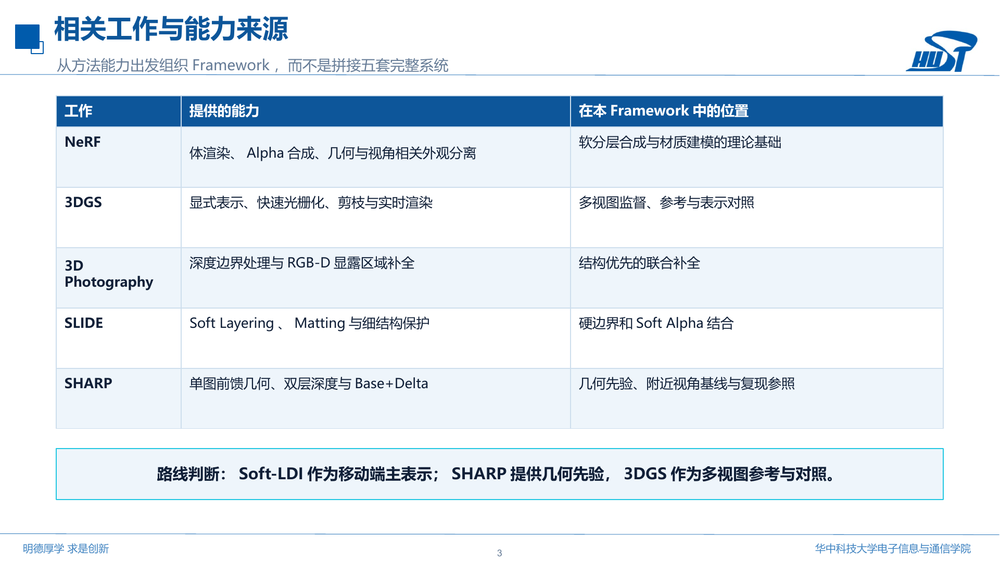 相关工作与能力来源
从方法能力出发组织 Framework ，而不是拼接五套完整系统
HUST
工作 提供的能力 在本 Framework 中的位置
NeRF 体渲染、 Alpha 合成、几何与视角相关外观分离 软分层合成与材质建模的理论基础
3DGS 显式表示、快速光栅化、剪枝与实时渲染 多视图监督、参考与表示对照
3D
Photography 深度边界处理与 RGB-D 显露区域补全 结构优先的联合补全
SLIDE Soft Layering 、 Matting 与细结构保护 硬边界和 Soft Alpha 结合
SHARP 单图前馈几何、双层深度与 Base+Delta 几何先验、附近视角基线与复现参照
路线判断： Soft-LDI 作为移动端主表示； SHARP 提供几何先验， 3DGS 作为多视图参考与对照。
明德厚学 求是创新
3
华中科技大学电子信息与通信学院